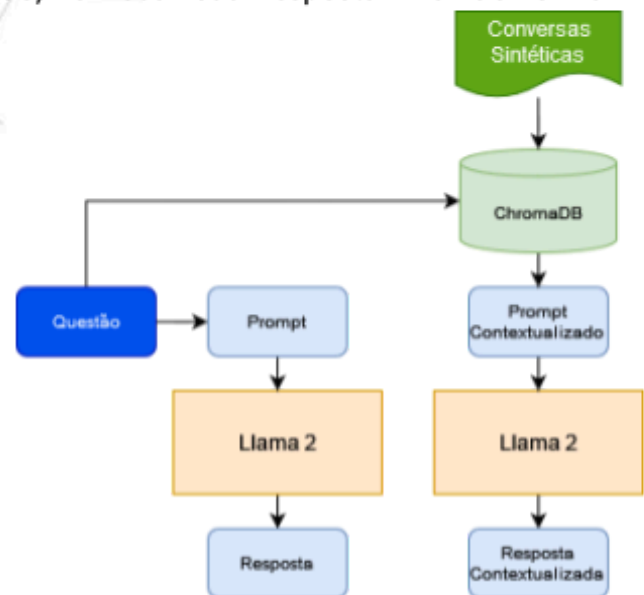 Conversas
Sintéticas
ChromaDB
Questão
Prompt
Prompt
Contextualizado
Llama 2
Llama 2
Resposta
Resposta
Contextualizada